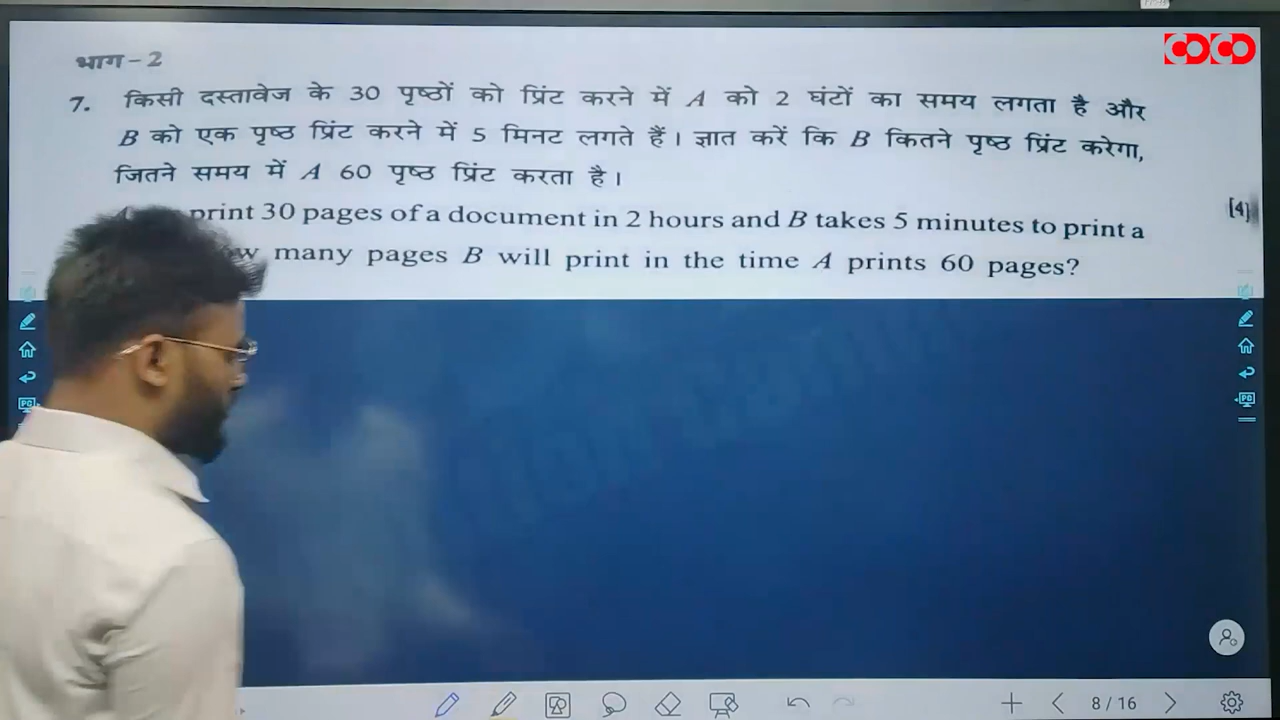 भाग – 2
7. किसी दस्तावेज के 30 पृष्ठों को प्रिंट करने में A को 2 घंटों का समय लगता है और
B को एक पृष्ठ प्रिंट करने में 5 मिनट लगते हैं। ज्ञात करें कि B कितने पृष्ठ प्रिंट करेगा,
जितने समय में A 60 पृष्ठ प्रिंट करता है।
print 30 pages of a document in 2 hours and B takes 5 minutes to print a
many pages B will print in the time A prints 60 pages?
[4]
8 / 16